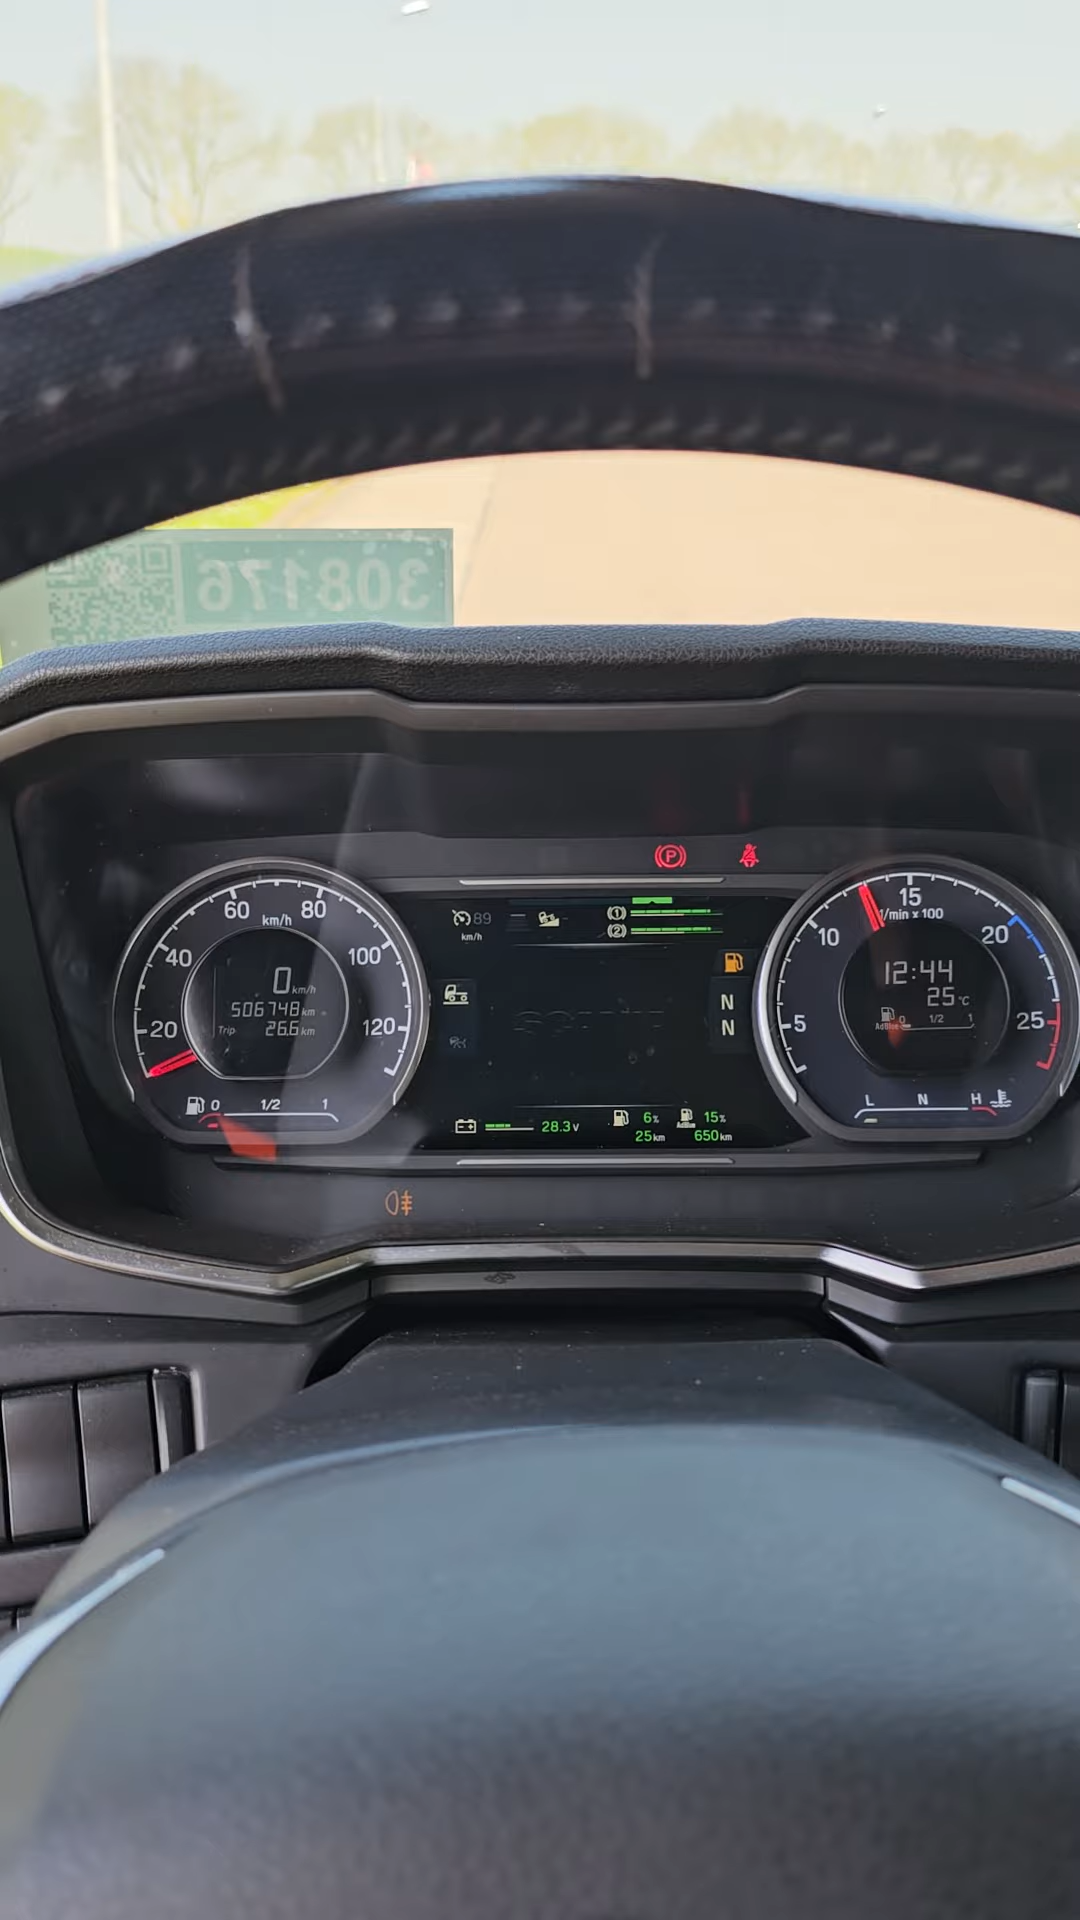 308176
P
60
80
km/h
40
100
20
120
0 km/h
506748 km
Trip 26.6 km
0 1/2 1
89
km/h
(1)
(2)
N
N
28.3 V
6%
25 km
AdBlue
15%
650 km
15
1/min x 100
10
20
5
25
12:44
25 °C
AdBlue 0 1/2 1
L N H